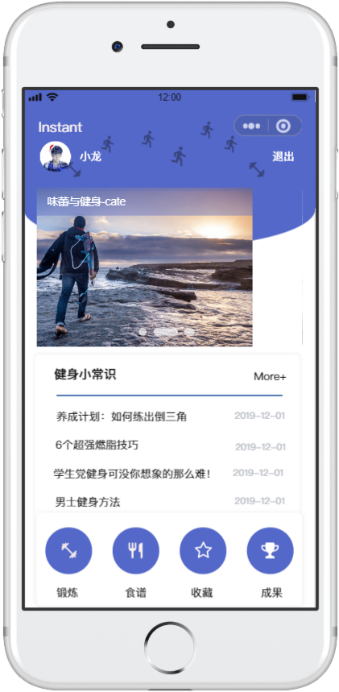 12:00
Instant
小龙
退出
味蕾与健身-cate
健身小常识
More+
养成计划：如何练出倒三角
2019-12-01
6个超强燃脂技巧
2019-12-01
学生党健身可没你想象的那么难！
2019-12-01
男士健身方法
2019-12-01
锻炼
食谱
收藏
成果